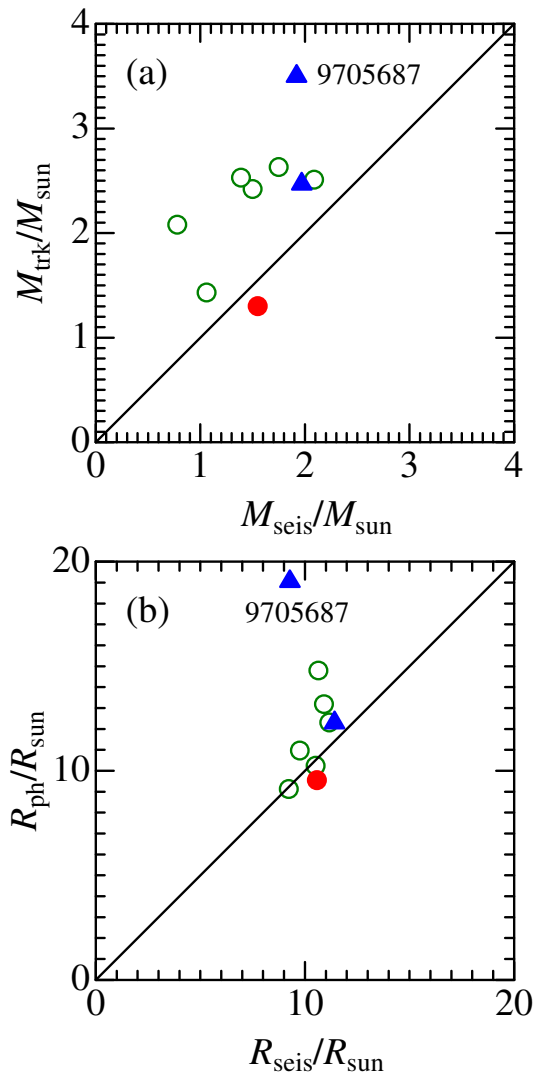 4
(a)
9705687
3
M_trk/M_sun
2
1
0
0 1 2 3 4
M_seis/M_sun
20
(b)
9705687
R_ph/R_sun
10
0
0 10 20
R_seis/R_sun